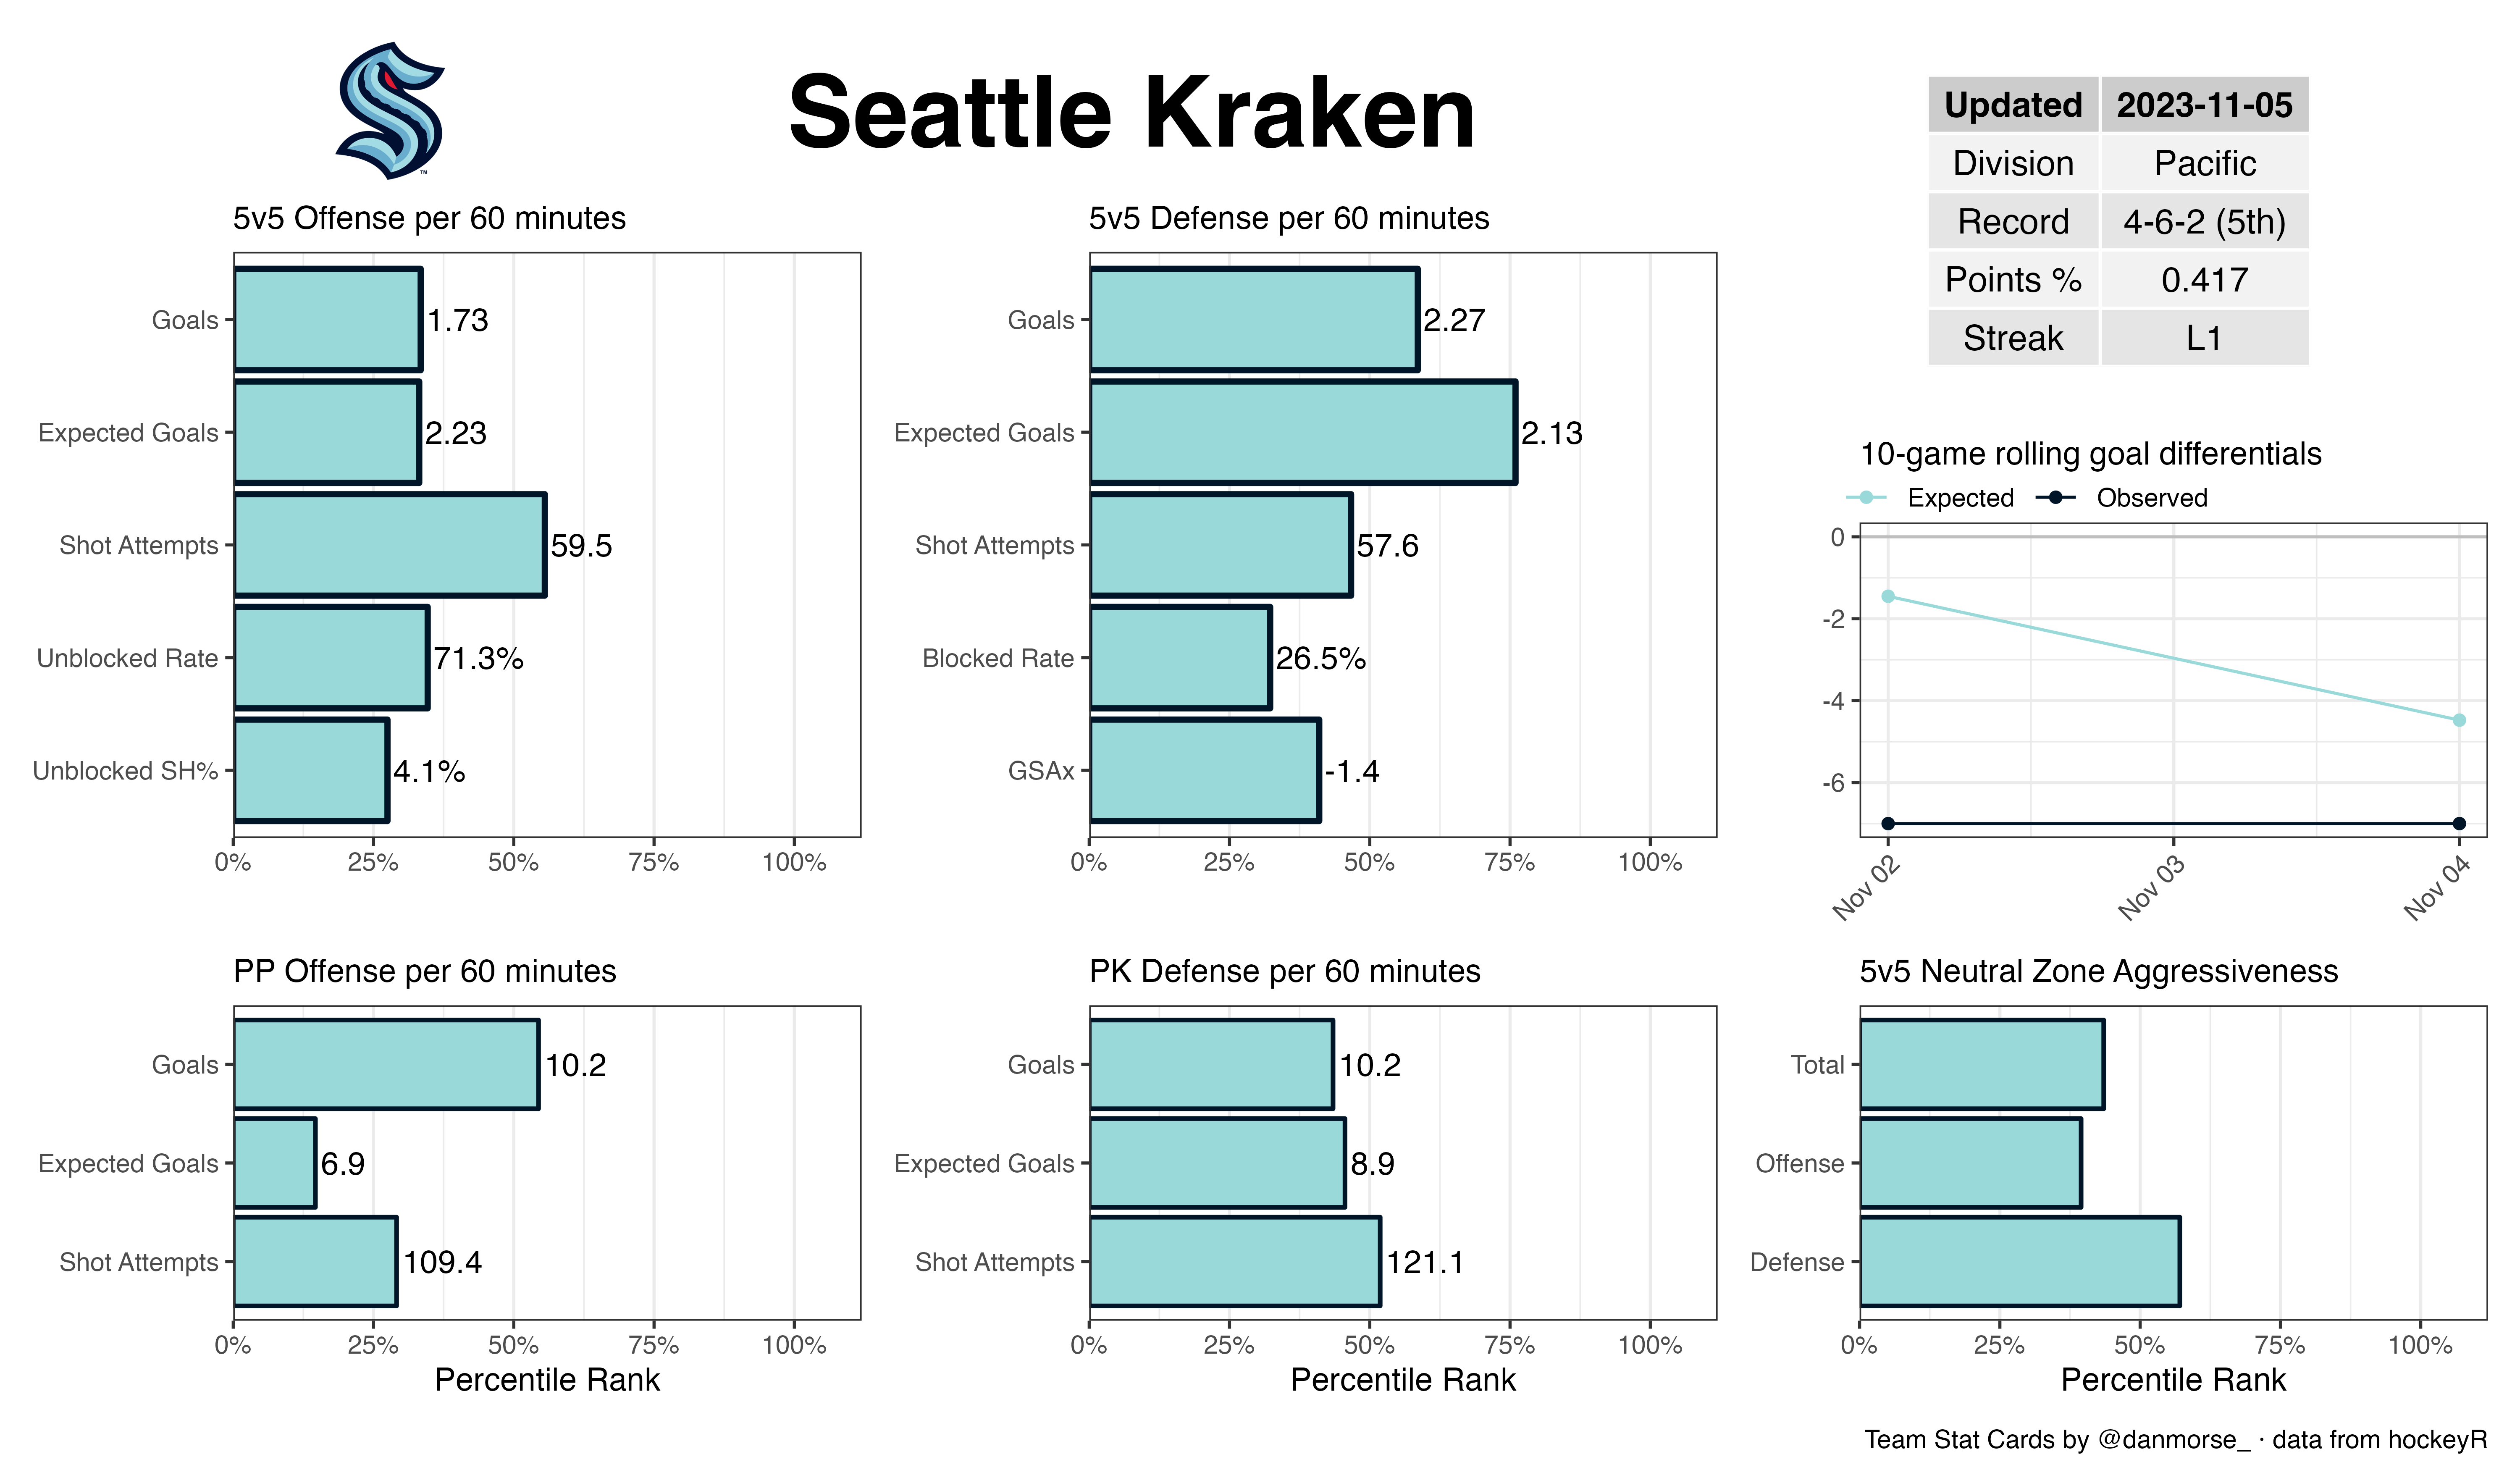 Seattle Kraken
Updated 2023-11-05
Division Pacific
Record 4-6-2 (5th)
Points % 0.417
Streak L1
5v5 Offense per 60 minutes
Goals 1.73
Expected Goals 2.23
Shot Attempts 59.5
Unblocked Rate 71.3%
Unblocked SH% 4.1%
0% 25% 50% 75% 100%
5v5 Defense per 60 minutes
Goals 2.27
Expected Goals 2.13
Shot Attempts 57.6
Blocked Rate 26.5%
GSAx -1.4
0% 25% 50% 75% 100%
10-game rolling goal differentials
Expected Observed
0
-2
-4
-6
Nov 02 Nov 03 Nov 04
PP Offense per 60 minutes
Goals 10.2
Expected Goals 6.9
Shot Attempts 109.4
0% 25% 50% 75% 100%
Percentile Rank
PK Defense per 60 minutes
Goals 10.2
Expected Goals 8.9
Shot Attempts 121.1
0% 25% 50% 75% 100%
Percentile Rank
5v5 Neutral Zone Aggressiveness
Total
Offense
Defense
0% 25% 50% 75% 100%
Percentile Rank
Team Stat Cards by @danmorse_ · data from hockeyR